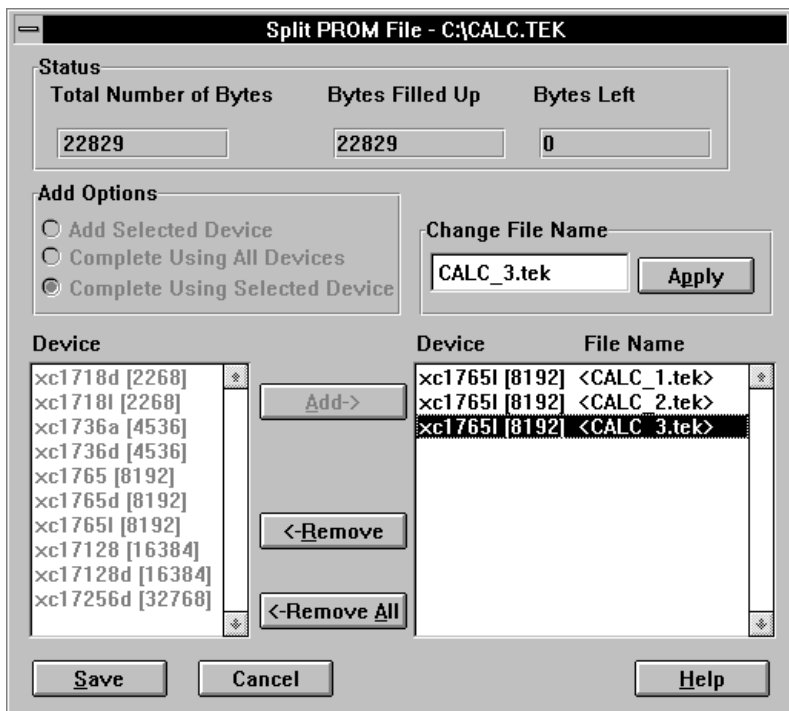 Split PROM File - C:\CALC.TEK
Status
Total Number of Bytes Bytes Filled Up Bytes Left
22829 22829 0
Add Options
Add Selected Device
Complete Using All Devices
Complete Using Selected Device
Change File Name
CALC_3.tek Apply
Device
xc1718d [2268]
xc1718l [2268]
xc1736a [4536]
xc1736d [4536]
xc1765 [8192]
xc1765d [8192]
xc1765l [8192]
xc17128 [16384]
xc17128d [16384]
xc17256d [32768]
Add->
<-Remove
<-Remove All
Device File Name
xc1765l [8192] <CALC_1.tek>
xc1765l [8192] <CALC_2.tek>
xc1765l [8192] <CALC_3.tek>
Save Cancel Help